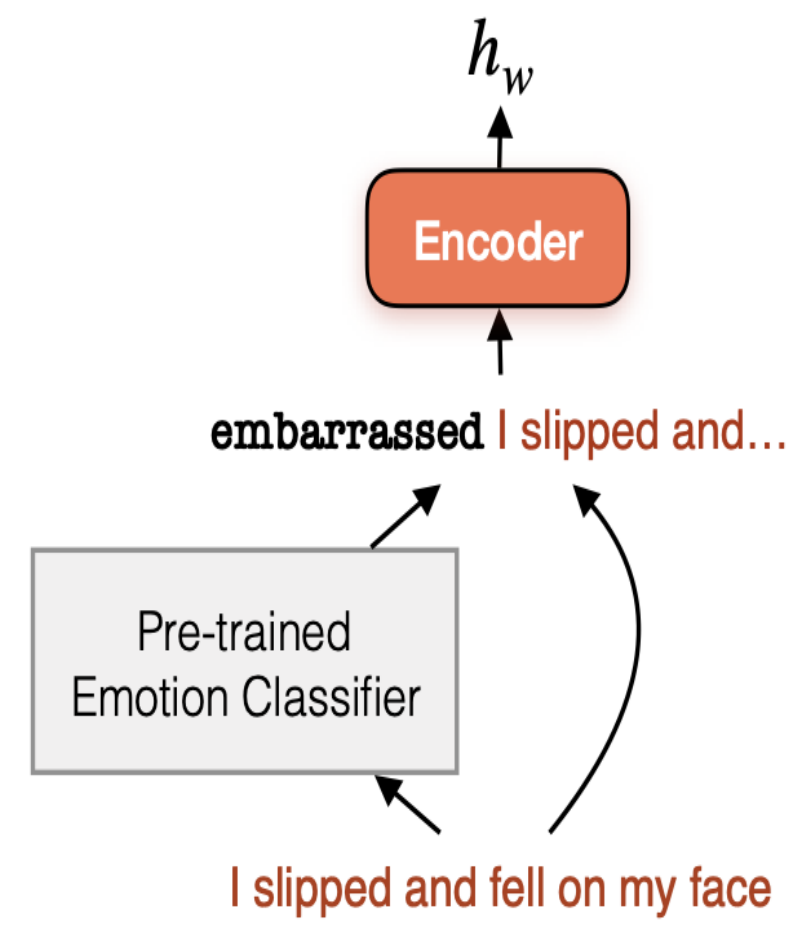 h_w
Encoder
embarrassed I slipped and...
Pre-trained
Emotion Classifier
I slipped and fell on my face